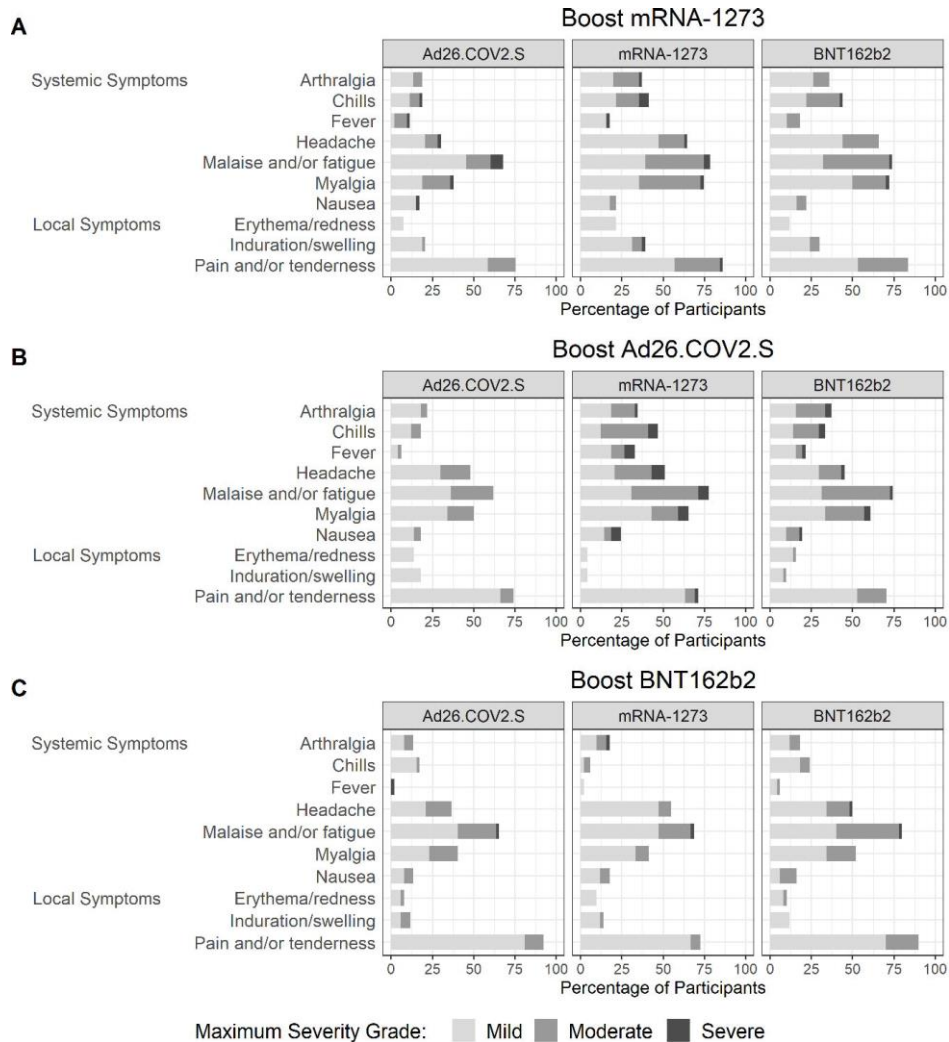 A
Boost mRNA-1273
Ad26.COV2.S mRNA-1273 BNT162b2
Systemic Symptoms Arthralgia
Chills
Fever
Headache
Malaise and/or fatigue
Myalgia
Nausea
Local Symptoms Erythema/redness
Induration/swelling
Pain and/or tenderness
0 25 50 75 100 0 25 50 75 100 0 25 50 75 100
Percentage of Participants
B
Boost Ad26.COV2.S
Ad26.COV2.S mRNA-1273 BNT162b2
Systemic Symptoms Arthralgia
Chills
Fever
Headache
Malaise and/or fatigue
Myalgia
Nausea
Local Symptoms Erythema/redness
Induration/swelling
Pain and/or tenderness
0 25 50 75 100 0 25 50 75 100 0 25 50 75 100
Percentage of Participants
C
Boost BNT162b2
Ad26.COV2.S mRNA-1273 BNT162b2
Systemic Symptoms Arthralgia
Chills
Fever
Headache
Malaise and/or fatigue
Myalgia
Nausea
Local Symptoms Erythema/redness
Induration/swelling
Pain and/or tenderness
0 25 50 75 100 0 25 50 75 100 0 25 50 75 100
Percentage of Participants
Maximum Severity Grade: Mild Moderate Severe